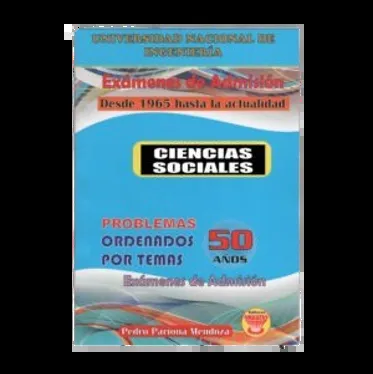 UNIVERSIDAD NACIONAL DE
INGENIERÍA
Exámenes de Admisión
Desde 1965 hasta la actualidad
CIENCIAS
SOCIALES
PROBLEMAS
ORDENADOS
POR TEMAS
50
AÑOS
Exámenes de Admisión
Pedro Pariona Mendoza